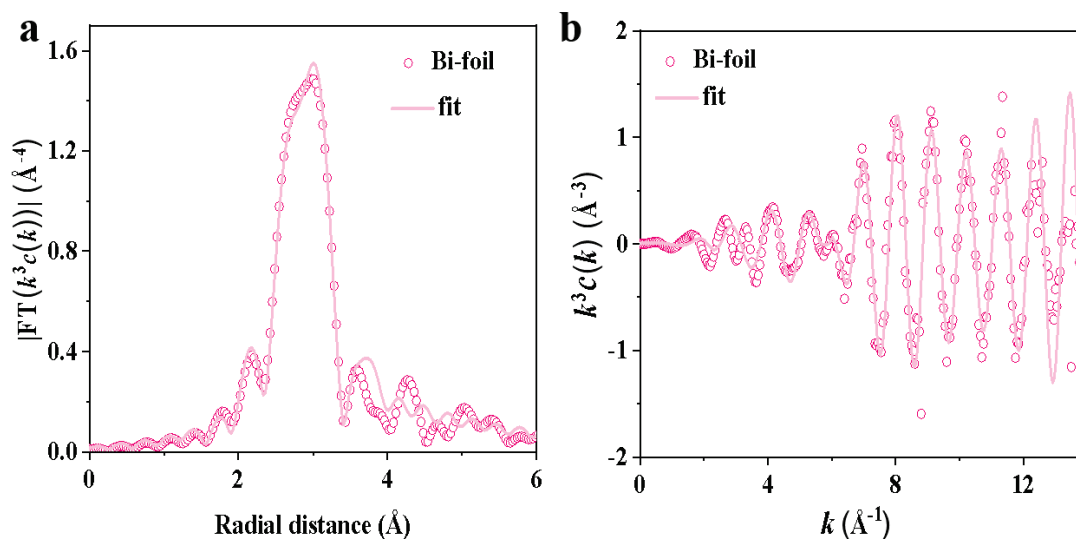 a
|FT(k³c(k))| (Å⁻⁴)
1.6
1.2
0.8
0.4
0.0
Bi-foil
fit
0
2
4
6
Radial distance (Å)
b
k³c(k) (Å⁻³)
2
1
0
-1
-2
Bi-foil
fit
0
4
8
12
k (Å⁻¹)